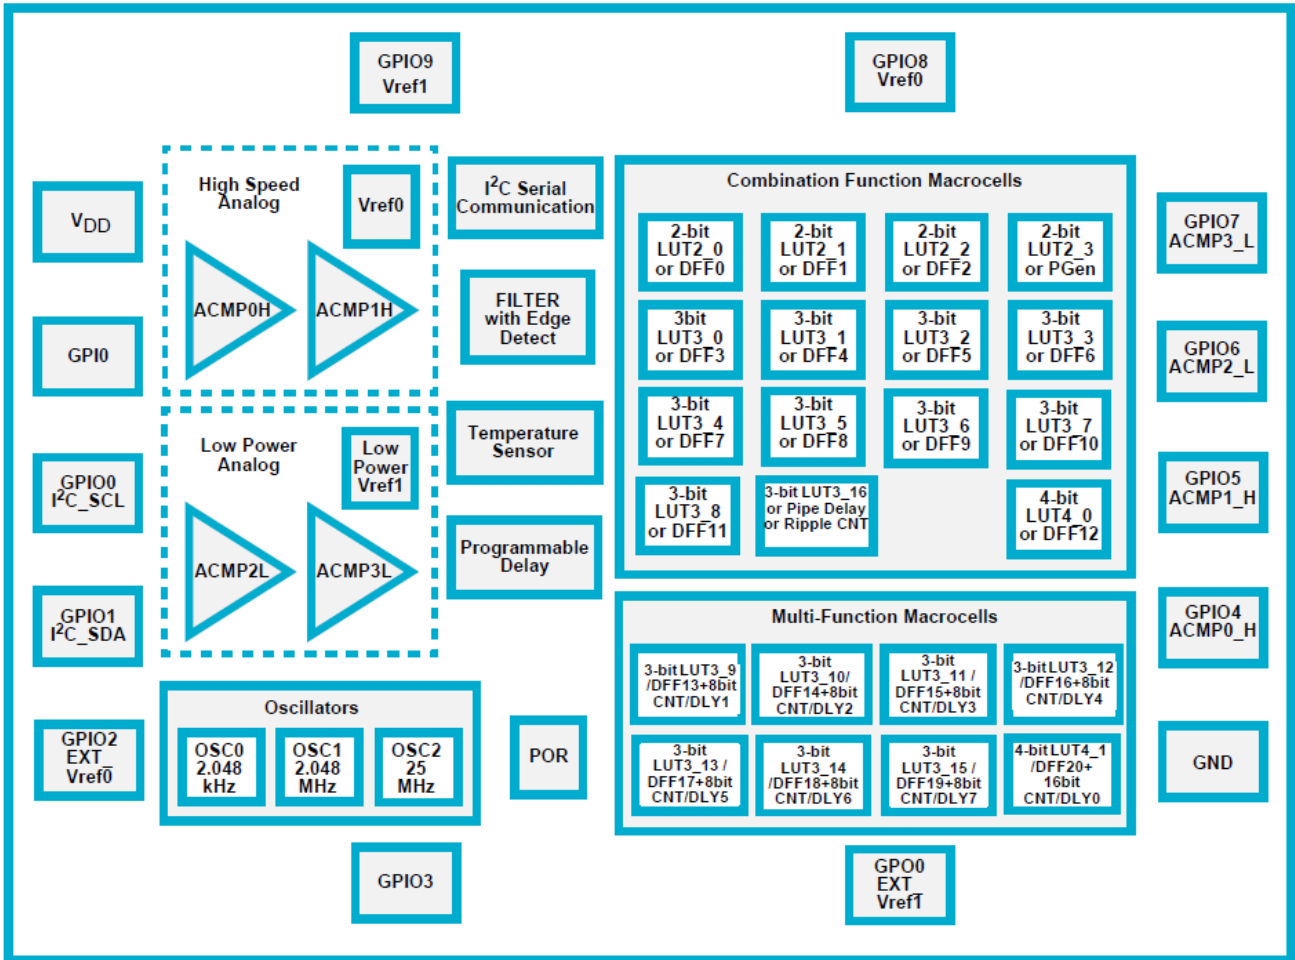 GPIO9
Vref1
GPIO8
Vref0
VDD
GPI0
GPIO0
I²C_SCL
GPIO1
I²C_SDA
GPIO2
EXT_
Vref0
High Speed
Analog
Vref0
ACMP0H
ACMP1H
Low Power
Analog
Low
Power
Vref1
ACMP2L
ACMP3L
Oscillators
OSC0
2.048
kHz
OSC1
2.048
MHz
OSC2
25
MHz
GPIO3
I²C Serial
Communication
FILTER
with Edge
Detect
Temperature
Sensor
Programmable
Delay
POR
Combination Function Macrocells
2-bit
LUT2_0
or DFF0
2-bit
LUT2_1
or DFF1
2-bit
LUT2_2
or DFF2
2-bit
LUT2_3
or PGen
3bit
LUT3_0
or DFF3
3-bit
LUT3_1
or DFF4
3-bit
LUT3_2
or DFF5
3-bit
LUT3_3
or DFF6
3-bit
LUT3_4
or DFF7
3-bit
LUT3_5
or DFF8
3-bit
LUT3_6
or DFF9
3-bit
LUT3_7
or DFF10
3-bit
LUT3_8
or DFF11
3-bit LUT3_16
or Pipe Delay
or Ripple CNT
4-bit
LUT4_0
or DFF12
Multi-Function Macrocells
3-bit LUT3_9
/DFF13+8bit
CNT/DLY1
3-bit
LUT3_10/
DFF14+8bit
CNT/DLY2
3-bit
LUT3_11 /
DFF15+8bit
CNT/DLY3
3-bit LUT3_12
/DFF16+8bit
CNT/DLY4
3-bit
LUT3_13 /
DFF17+8bit
CNT/DLY5
3-bit
LUT3_14
/DFF18+8bit
CNT/DLY6
3-bit
LUT3_15 /
DFF19+8bit
CNT/DLY7
4-bit LUT4_1
/DFF20+
16bit
CNT/DLY0
GPO0
EXT_
Vref1
GPIO7
ACMP3_L
GPIO6
ACMP2_L
GPIO5
ACMP1_H
GPIO4
ACMP0_H
GND